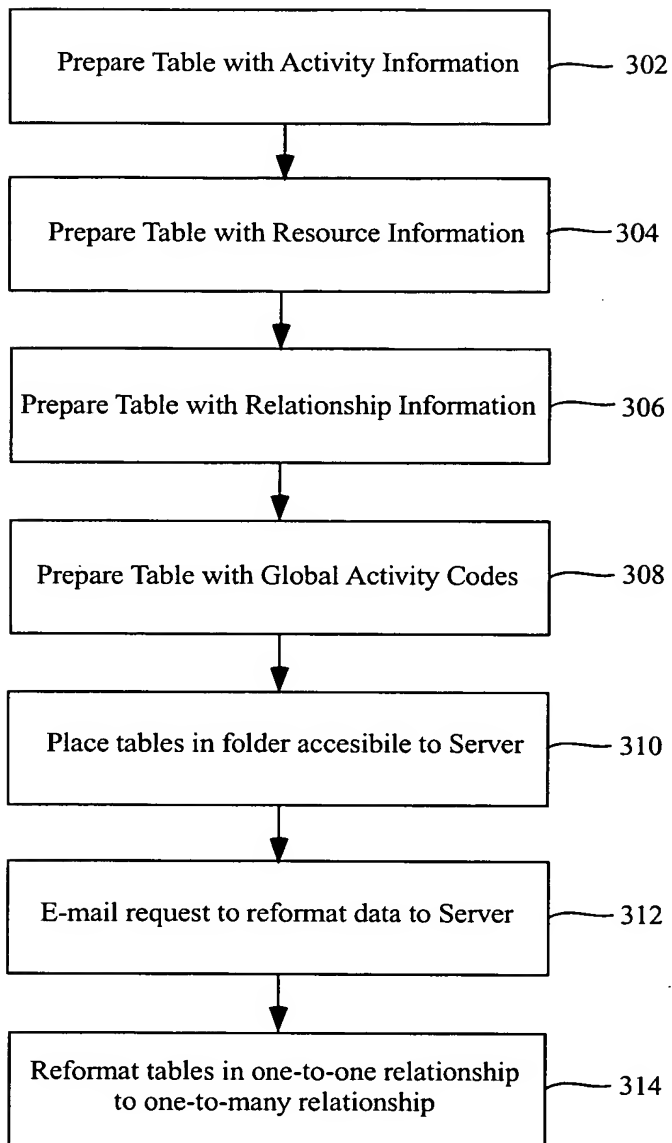 Prepare Table with Activity Information
302
Prepare Table with Resource Information
304
Prepare Table with Relationship Information
306
Prepare Table with Global Activity Codes
308
Place tables in folder accesibile to Server
310
E-mail request to reformat data to Server
312
Reformat tables in one-to-one relationship
to one-to-many relationship
314